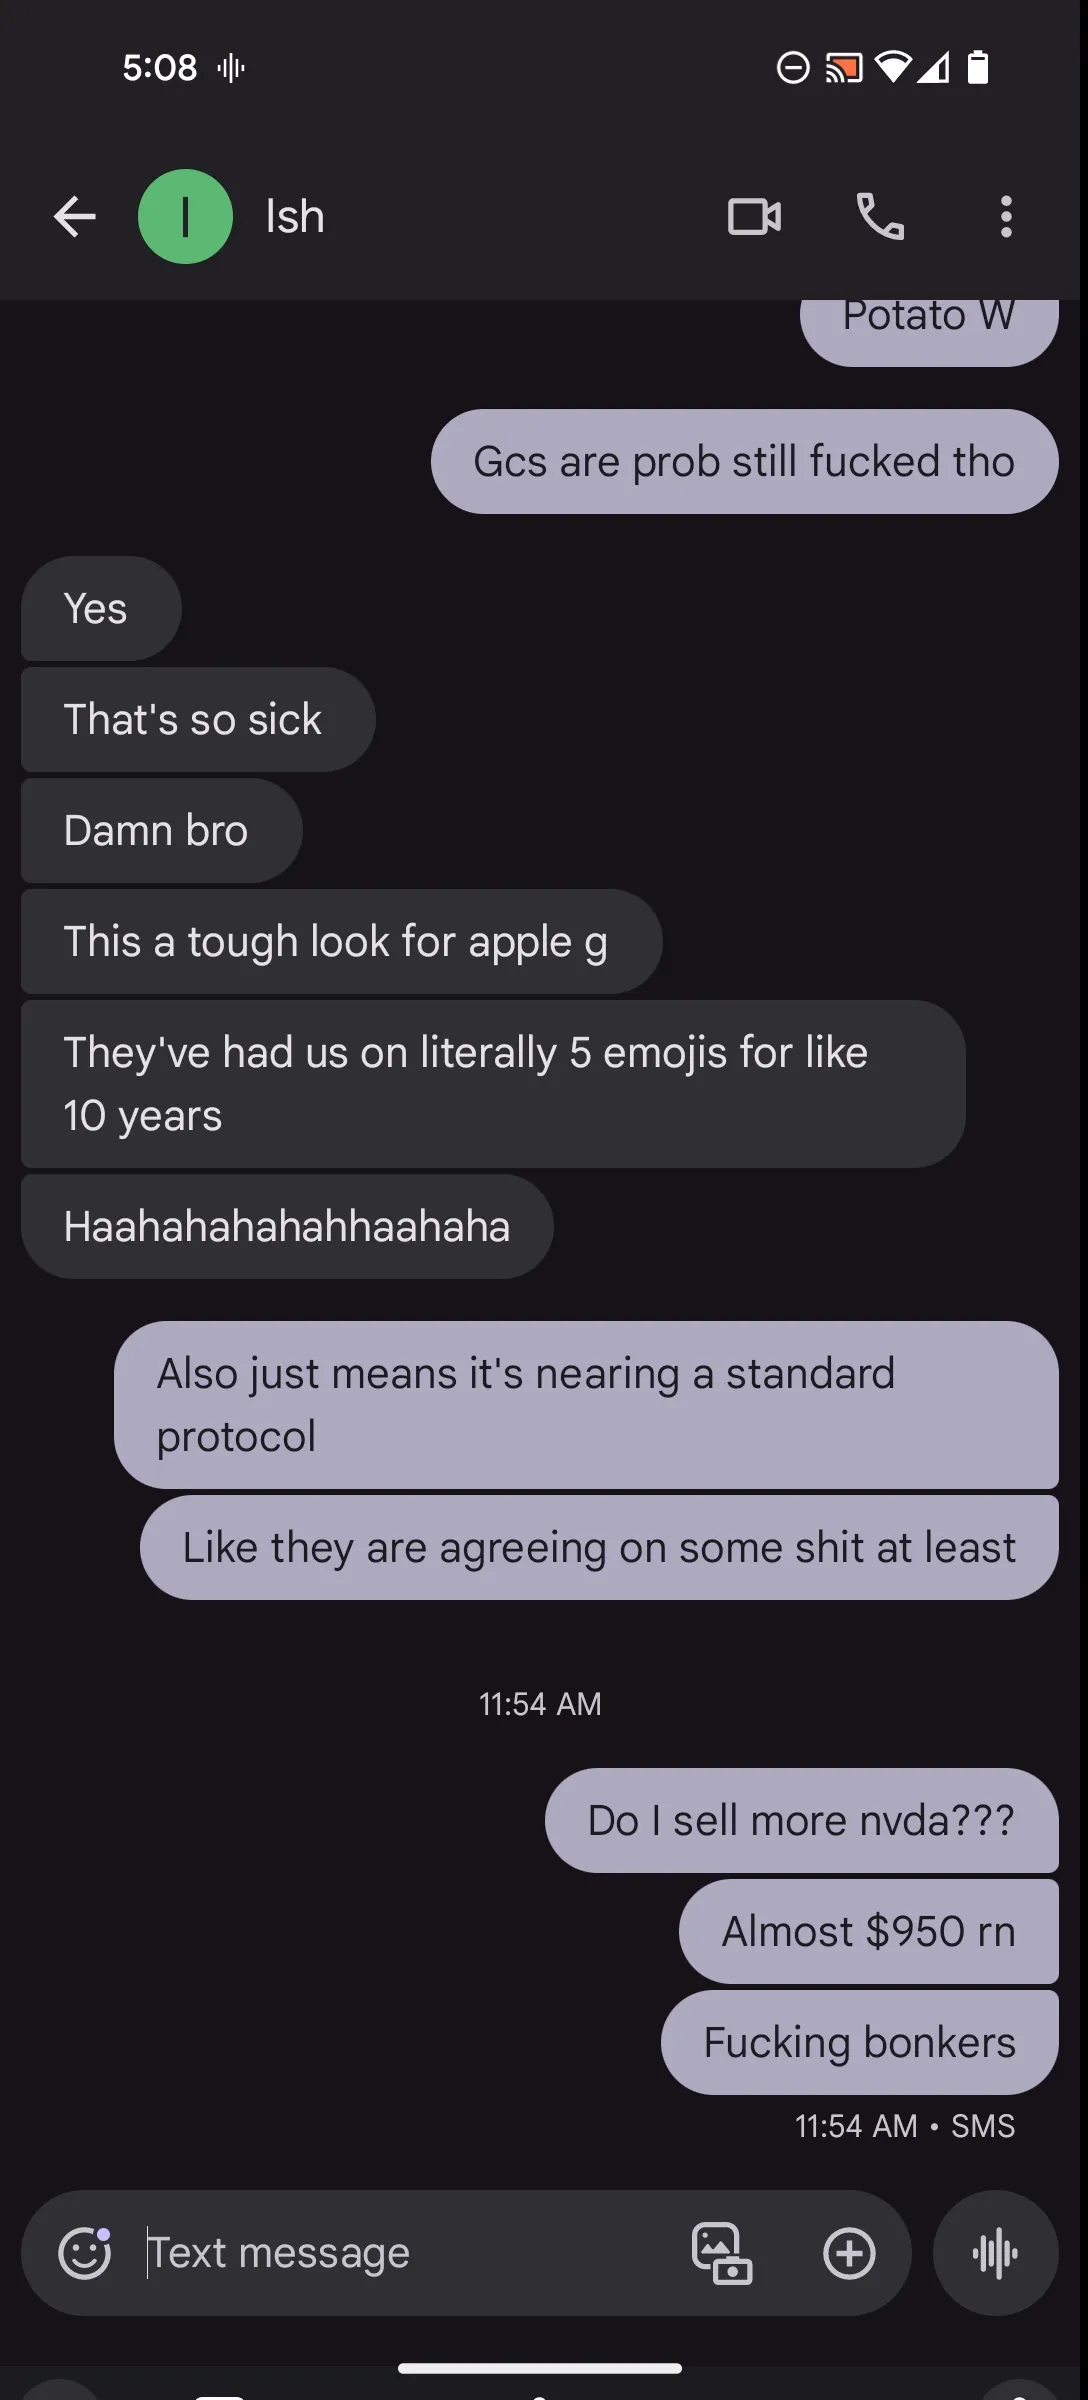 5:08
I
Ish
Potato W
Gcs are prob still fucked tho
Yes
That's so sick
Damn bro
This a tough look for apple g
They've had us on literally 5 emojis for like
10 years
Haahahahahahhaahaha
Also just means it's nearing a standard
protocol
Like they are agreeing on some shit at least
11:54 AM
Do I sell more nvda???
Almost $950 rn
Fucking bonkers
11:54 AM • SMS
Text message